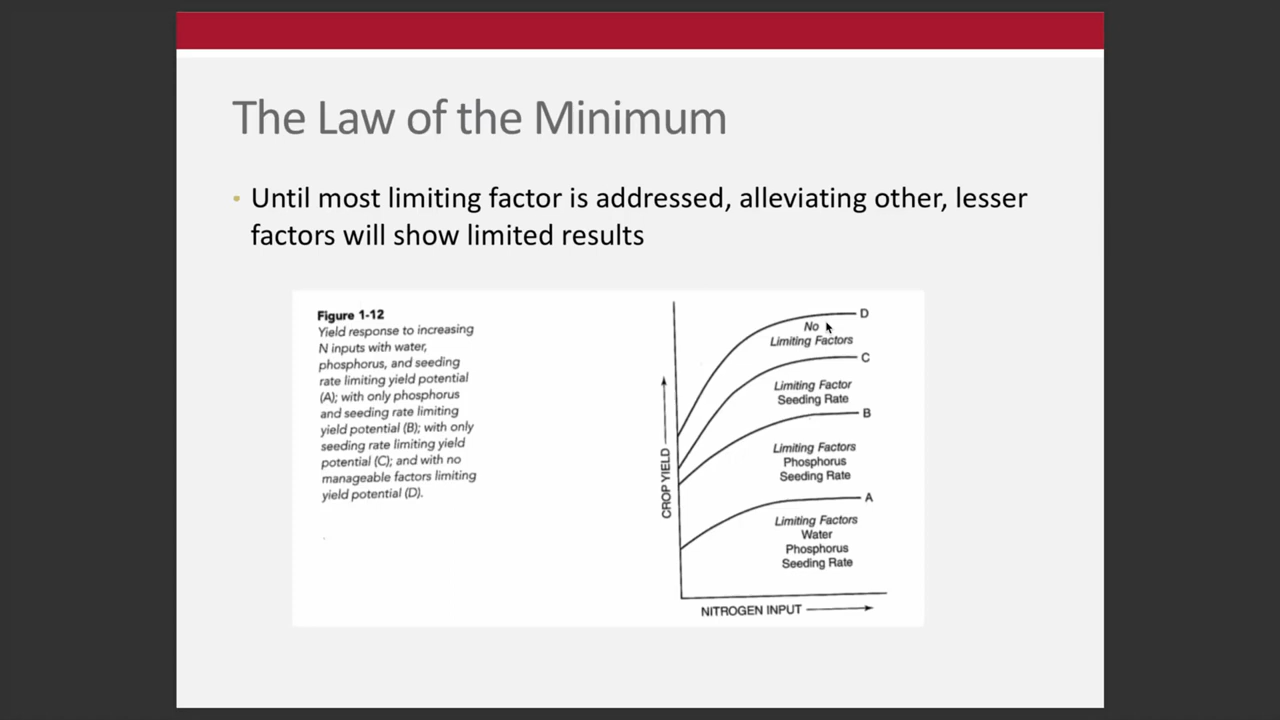 The Law of the Minimum
• Until most limiting factor is addressed, alleviating other, lesser
factors will show limited results
Figure 1-12
Yield response to increasing
N inputs with water,
phosphorus, and seeding
rate limiting yield potential
(A); with only phosphorus
and seeding rate limiting
yield potential (B); with only
seeding rate limiting yield
potential (C); and with no
manageable factors limiting
yield potential (D).
CROP YIELD
D
No
Limiting Factors
C
Limiting Factor
Seeding Rate
B
Limiting Factors
Phosphorus
Seeding Rate
A
Limiting Factors
Water
Phosphorus
Seeding Rate
NITROGEN INPUT